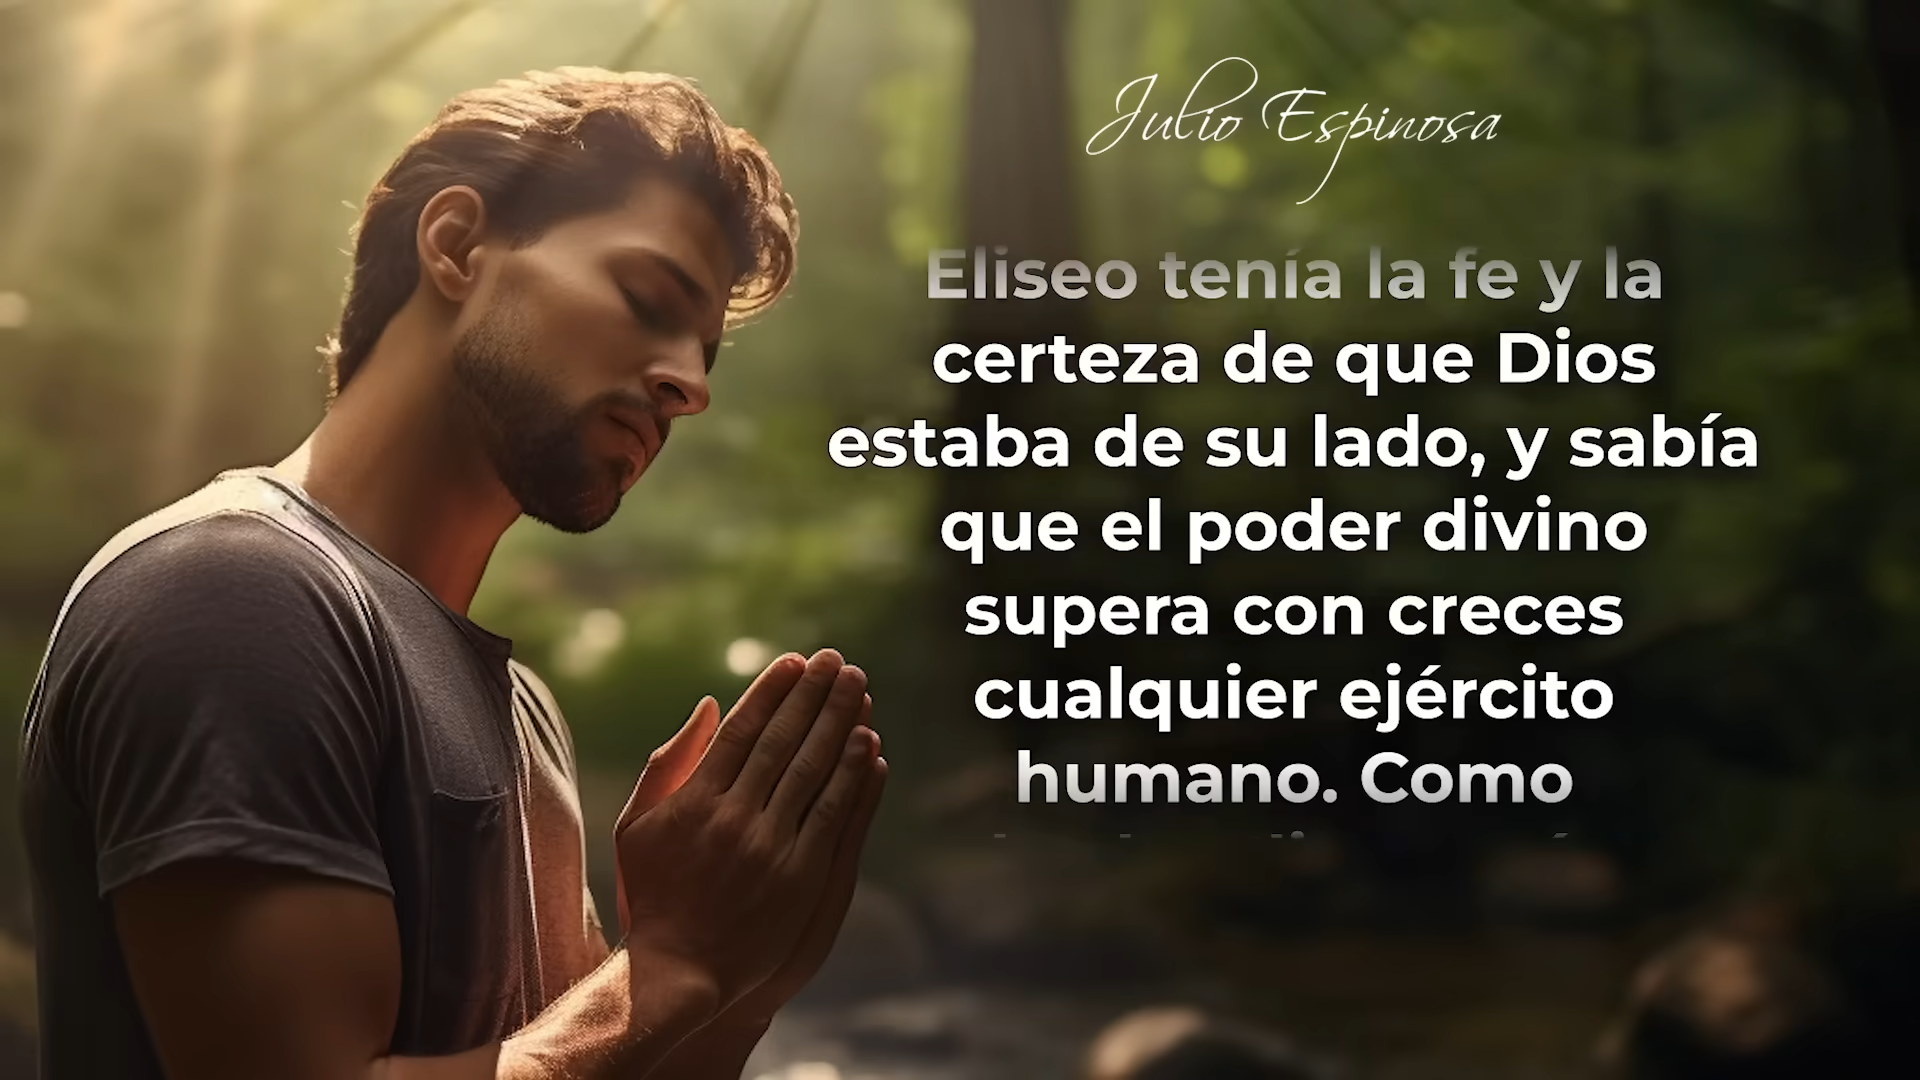 Julio Espinosa
Eliseo tenía la fe y la
certeza de que Dios
estaba de su lado, y sabía
que el poder divino
supera con creces
cualquier ejército
humano. Como